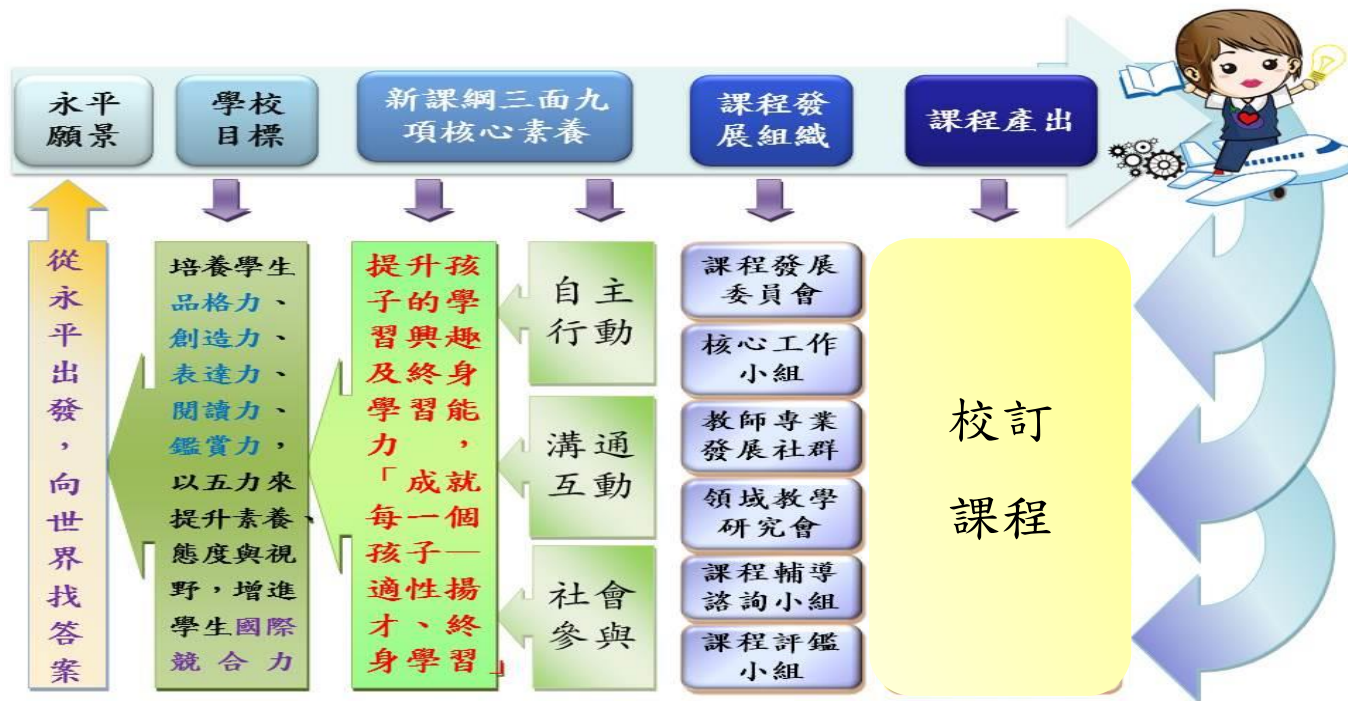 永平
願景
學校
目標
新課綱三面九
項核心素養
課程發
展組織
課程產出
從永平出發，向世界找答案
培養學生
品格力、
創造力、
表達力、
閱讀力、
鑑賞力，
以五力來
提升素養、
態度與視
野，增進
學生國際
競合力
提升孩
子的學
習興趣
及終身
學習能
力，
「成就
每一個
孩子—
適性揚
才、終
身學習」
自主
行動
溝通
互動
社會
參與
課程發展
委員會
核心工作
小組
教師專業
發展社群
領域教學
研究會
課程輔導
諮詢小組
課程評鑑
小組
校訂
課程